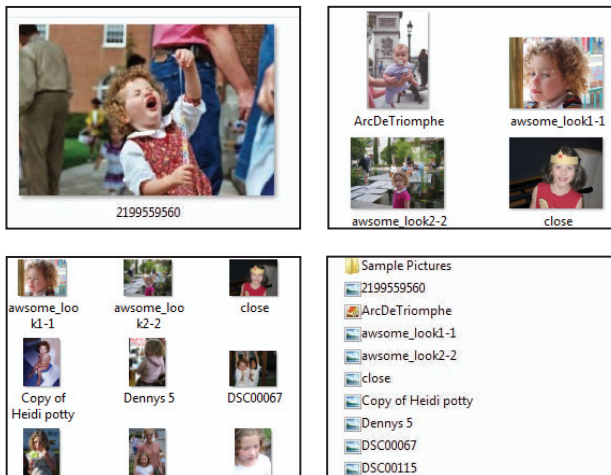 2199559560
ArcDeTriomphe
awsome_look1-1
awsome_look2-2
close
awsome_loo
k1-1
awsome_loo
k2-2
close
Copy of
Heidi potty
Dennys 5
DSC00067
Sample Pictures
2199559560
ArcDeTriomphe
awsome_look1-1
awsome_look2-2
close
Copy of Heidi potty
Dennys 5
DSC00067
DSC00115